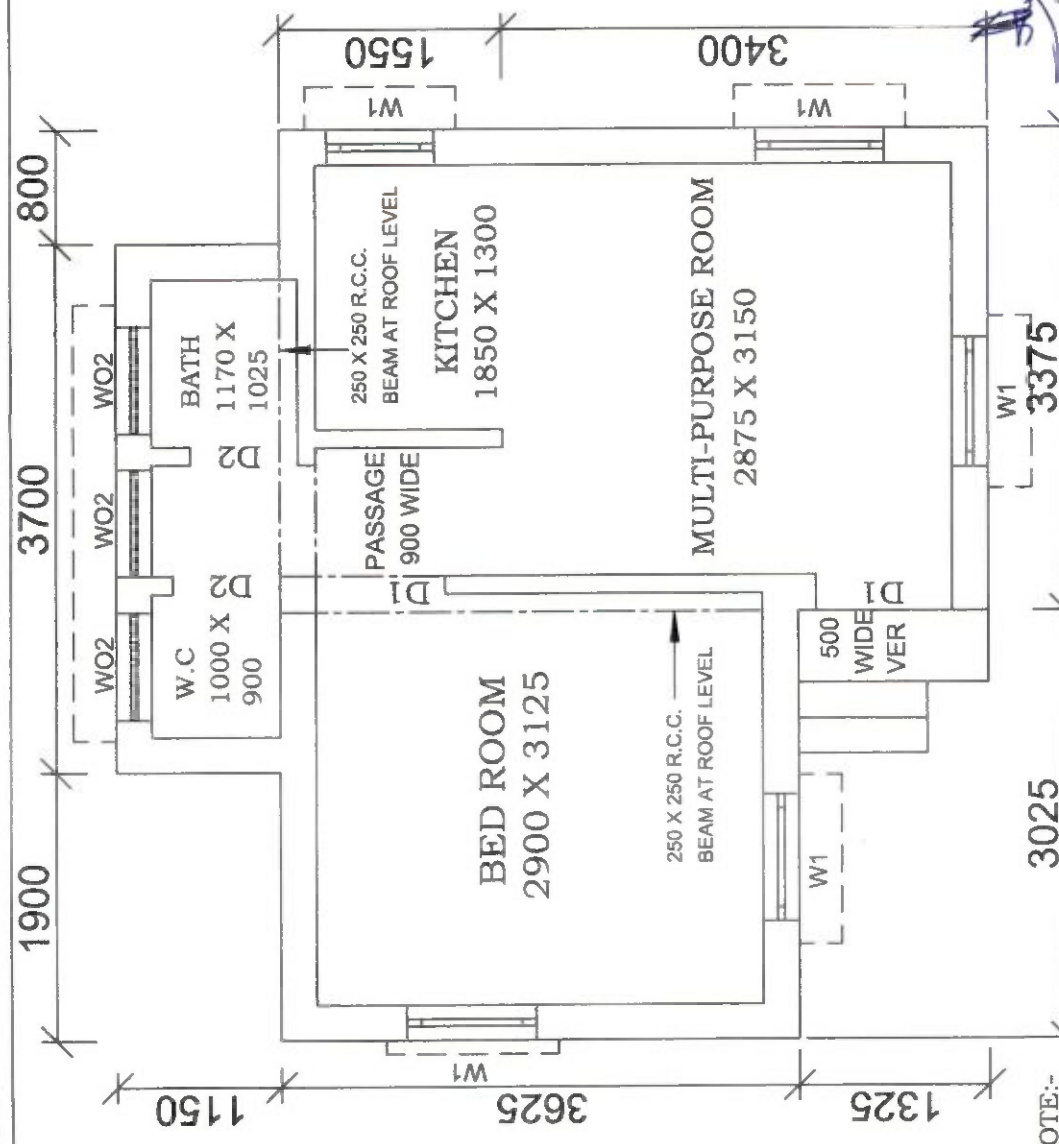 1900
3700
800
WO2
WO2
WO2
W.C
1000 X
900
D2
D2
BATH
1170 X
1025
1150
1550
W1
250 X 250 R.C.C.
BEAM AT ROOF LEVEL
KITCHEN
1850 X 1300
PASSAGE
900 WIDE
D1
BED ROOM
2900 X 3125
3625
3400
W1
W1
MULTI-PURPOSE ROOM
2875 X 3150
250 X 250 R.C.C.
BEAM AT ROOF LEVEL
D1
500
WIDE
VER
W1
W1
1325
3025
3375
OTE:-